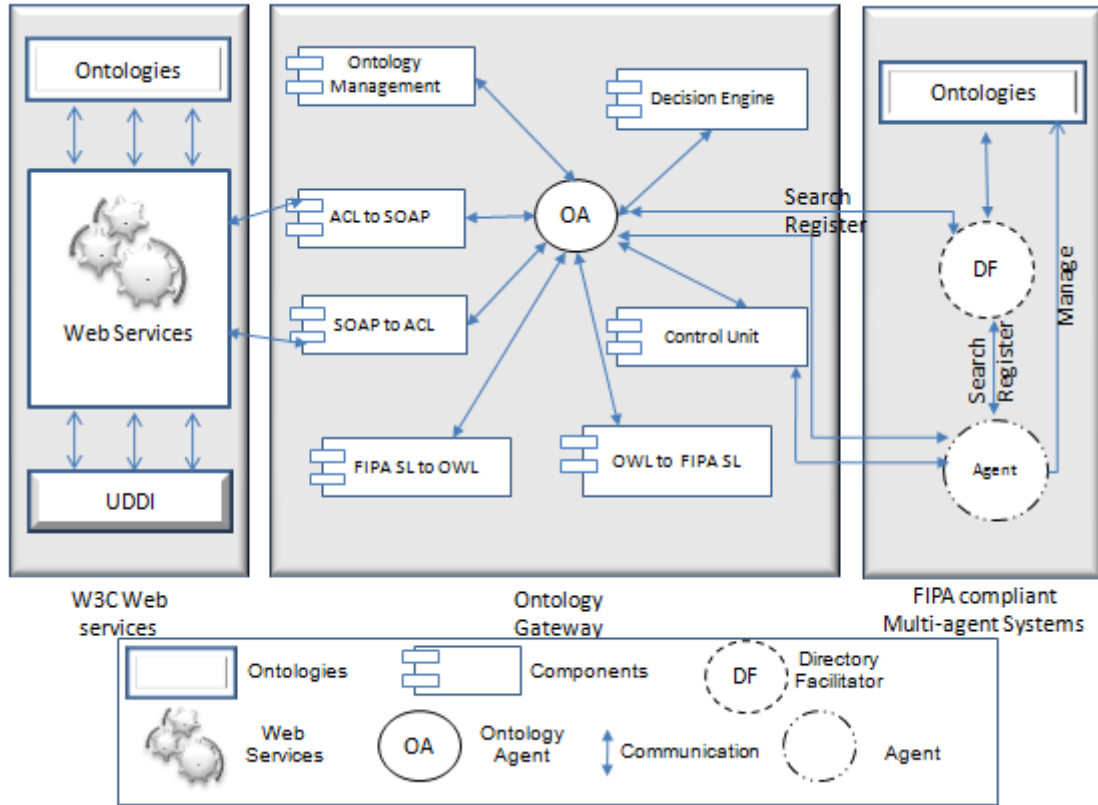 Ontologies
Web Services
UDDI
W3C Web
services
Ontology
Management
Decision Engine
ACL to SOAP
OA
SOAP to ACL
Control Unit
FIPA SL to OWL
OWL to FIPA SL
Search
Register
Ontology
Gateway
Ontologies
DF
Manage
Search
Register
Agent
FIPA compliant
Multi-agent Systems
Ontologies
Components
DF
Directory
Facilitator
Web
Services
OA
Ontology
Agent
Communication
Agent